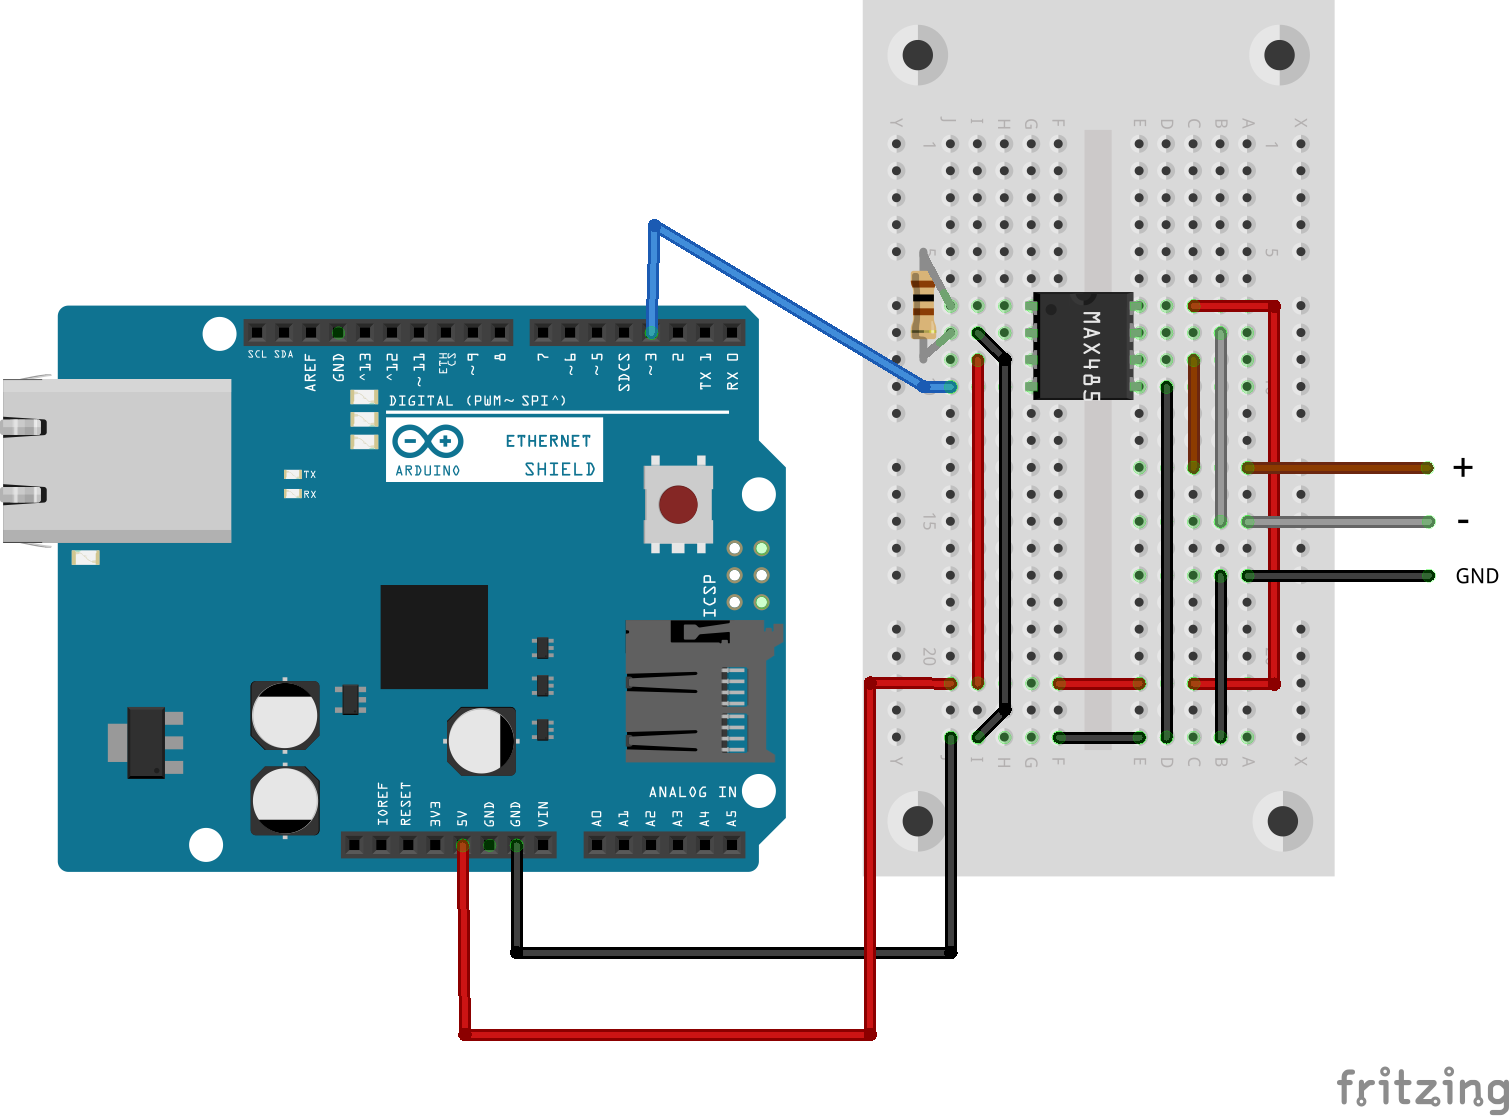 Y J I H G F E D C B A X
1 1
5 5
SCL SDA AREF GND ^13 ^12 ~11 ETH CS ~9 8 7 ~6 ~5 SDCS ~3 2 TX 1 RX 0
MAX485
DIGITAL (PWM~ SPI^)
ARDUINO
ETHERNET
SHIELD
TX
RX
+
15
-
ICSP
GND
20
Y J I H G F E D C B A X
ANALOG IN
IOREF RESET 3V3 5V GND GND VIN A0 A1 A2 A3 A4 A5
fritzing